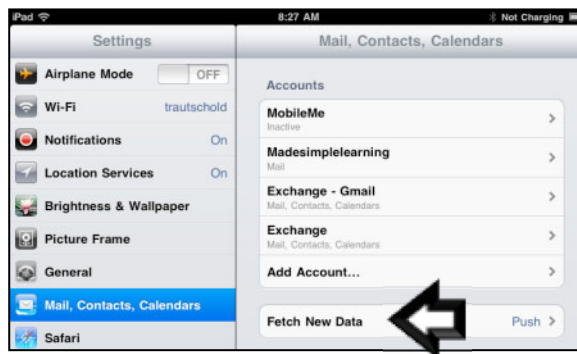 iPad 8:27 AM Not Charging
Settings
Mail, Contacts, Calendars
Airplane Mode OFF
Wi-Fi trautschold
Notifications On
Location Services On
Brightness & Wallpaper
Picture Frame
General
Mail, Contacts, Calendars
Safari
Accounts
MobileMe
Inactive
Madesimplelearning
Mail
Exchange - Gmail
Mail, Contacts, Calendars
Exchange
Mail, Contacts, Calendars
Add Account...
Fetch New Data Push